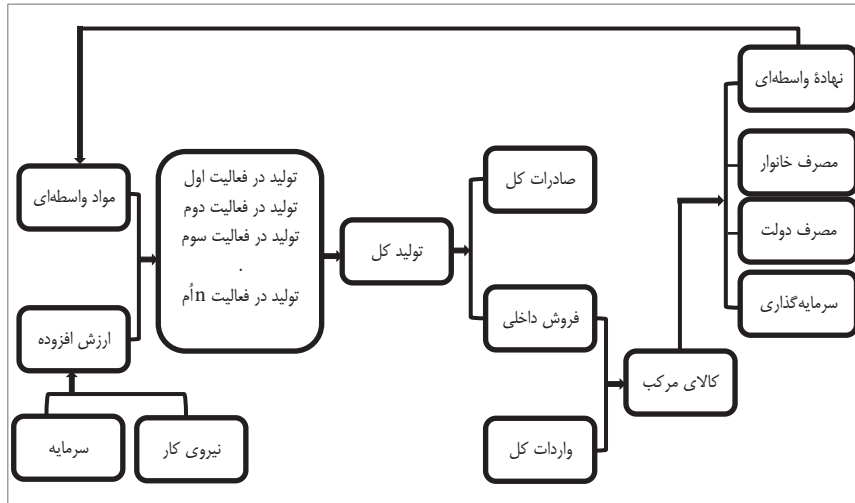 نهادهٔ واسطه‌ای
مصرف خانوار
مصرف دولت
سرمایه‌گذاری
صادرات کل
فروش داخلی
واردات کل
کالای مرکب
تولید کل
تولید در فعالیت اول
تولید در فعالیت دوم
تولید در فعالیت سوم
.
تولید در فعالیت nاُم
مواد واسطه‌ای
ارزش افزوده
نیروی کار
سرمایه